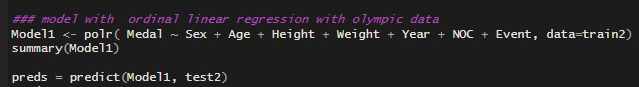 ### model with ordinal linear regression with olympic data
Model1 <- polr( Medal ~ Sex + Age + Height + Weight + Year + NOC + Event, data=train2)
summary(Model1)
preds = predict(Model1, test2)